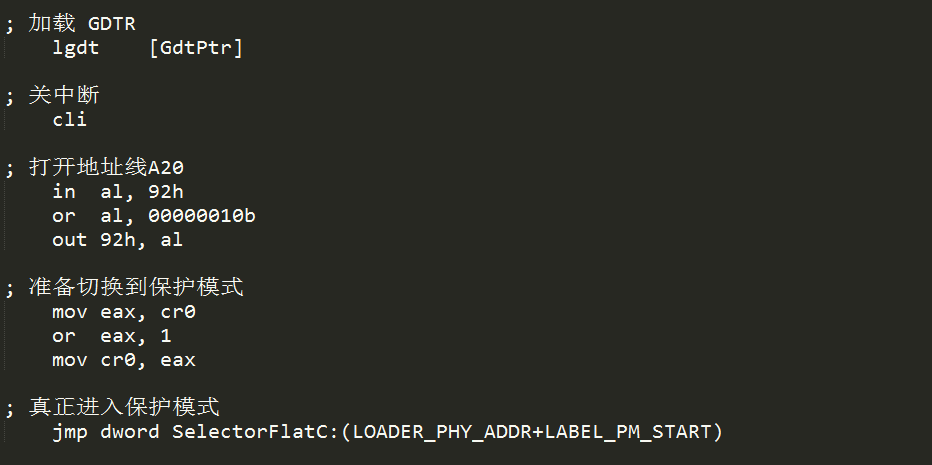 ; 加载 GDTR
lgdt [GdtPtr]
; 关中断
cli
; 打开地址线A20
in al, 92h
or al, 00000010b
out 92h, al
; 准备切换到保护模式
mov eax, cr0
or eax, 1
mov cr0, eax
; 真正进入保护模式
jmp dword SelectorFlatC:(LOADER_PHY_ADDR+LABEL_PM_START)